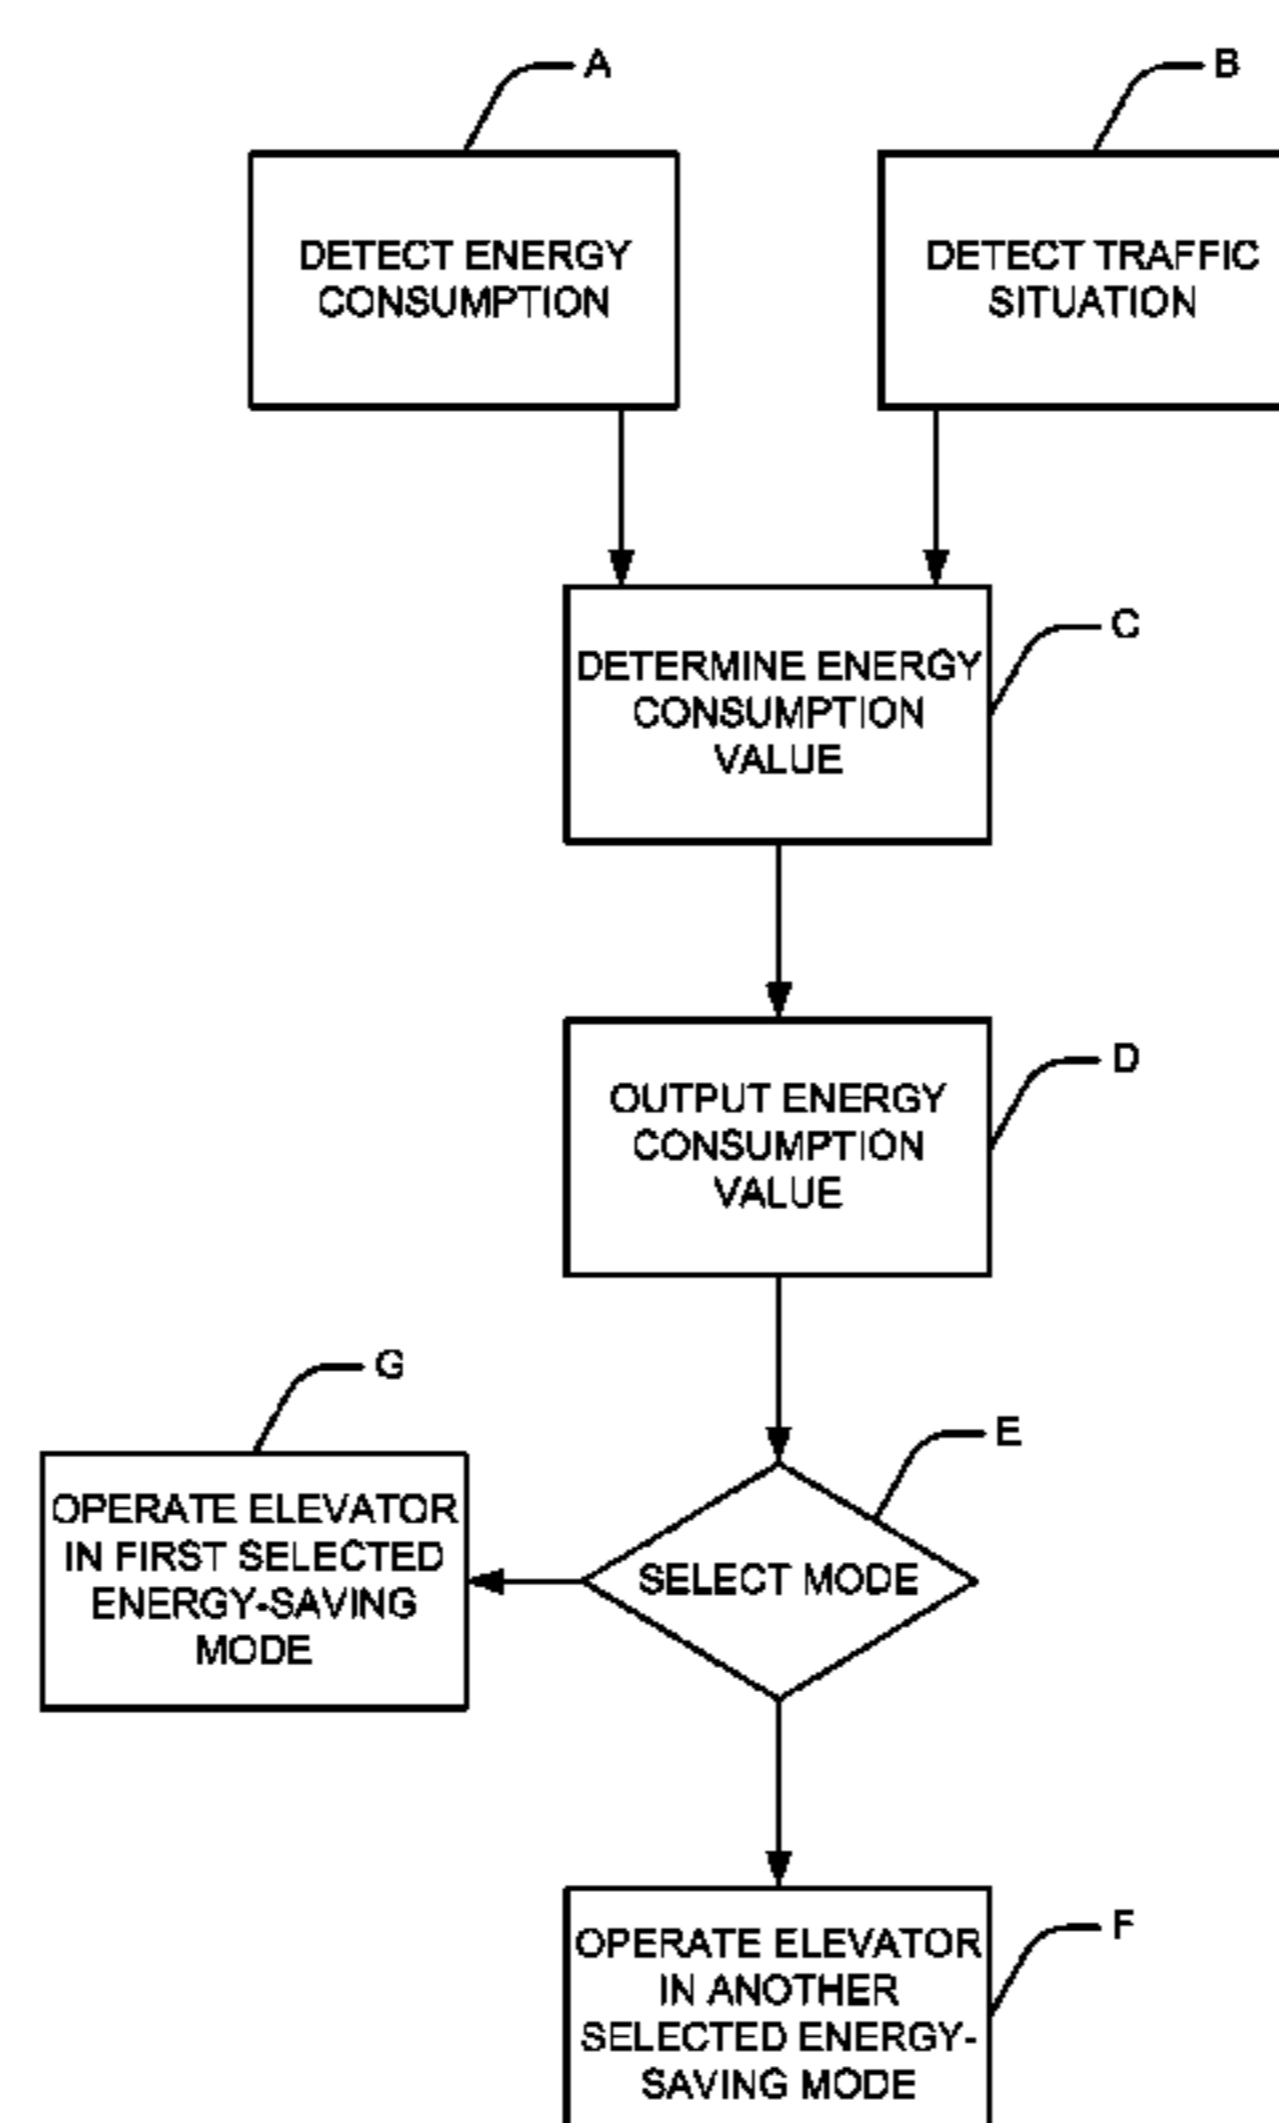 A
B
DETECT ENERGY
CONSUMPTION
DETECT TRAFFIC
SITUATION
C
DETERMINE ENERGY
CONSUMPTION
VALUE
D
OUTPUT ENERGY
CONSUMPTION
VALUE
G
E
OPERATE ELEVATOR
IN FIRST SELECTED
ENERGY-SAVING
MODE
SELECT MODE
F
OPERATE ELEVATOR
IN ANOTHER
SELECTED ENERGY-
SAVING MODE